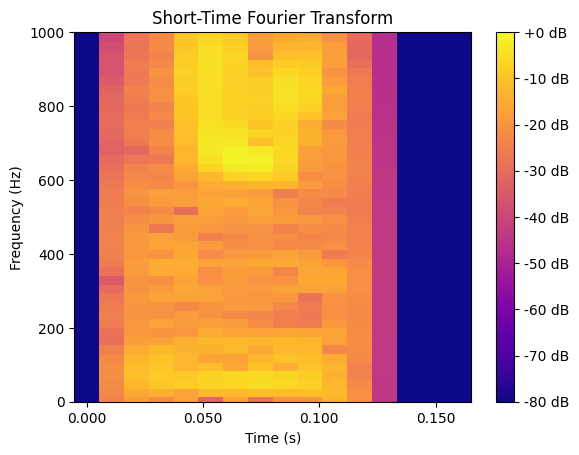 Short-Time Fourier Transform
1000
800
600
400
200
0
Frequency (Hz)
0.000
0.050
0.100
0.150
Time (s)
+0 dB
-10 dB
-20 dB
-30 dB
-40 dB
-50 dB
-60 dB
-70 dB
-80 dB